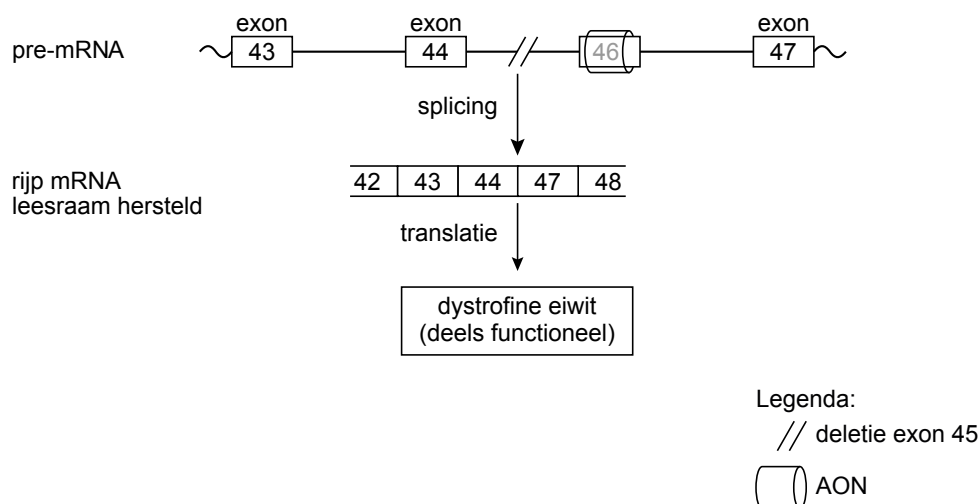 exon exon exon
pre-mRNA 43 44 46 47
splicing
rijp mRNA 42 43 44 47 48
leesraam hersteld
translatie
dystrofine eiwit
(deels functioneel)
Legenda:
deletie exon 45
AON